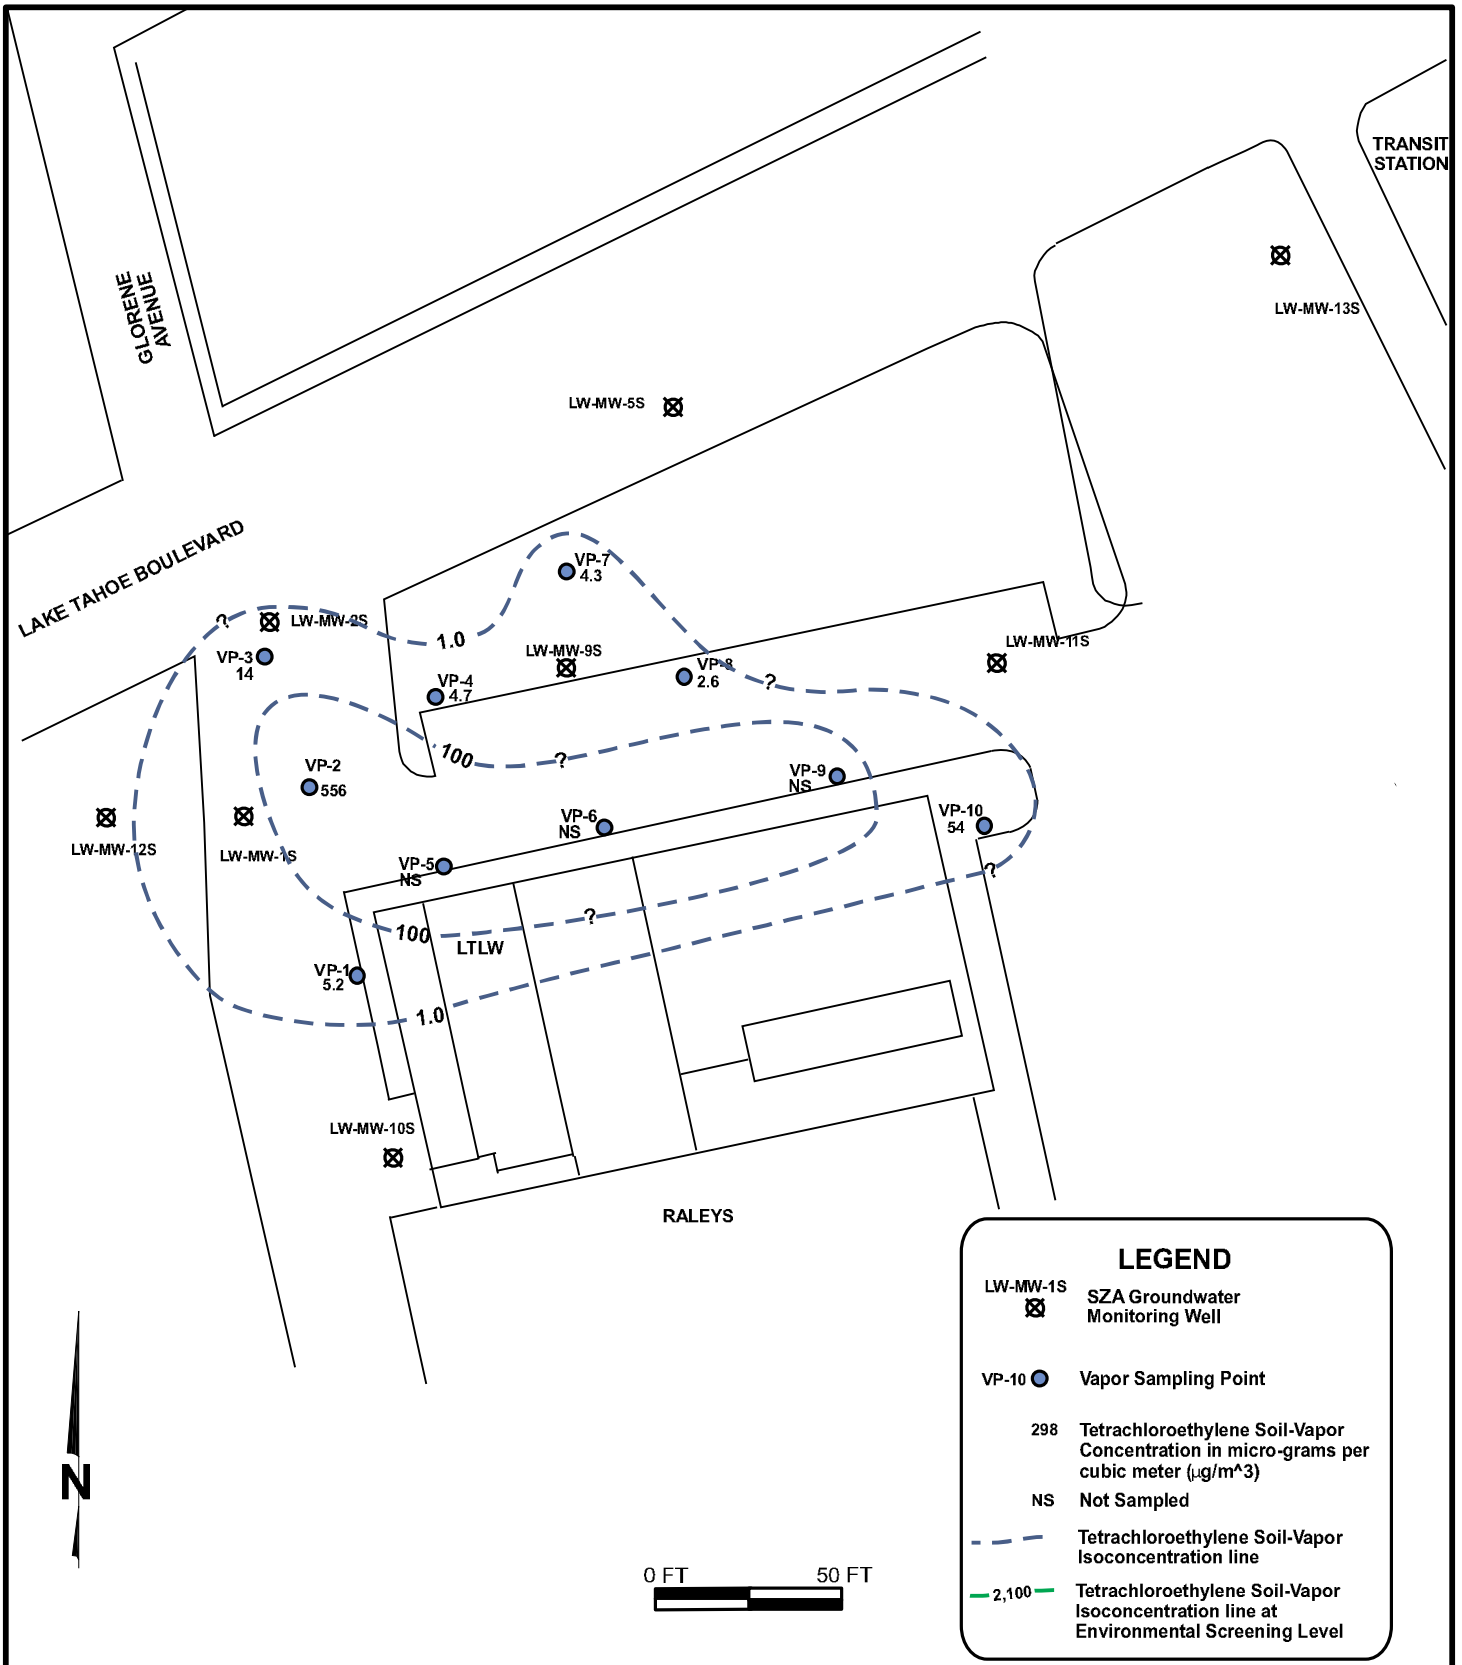 TRANSIT
STATION
GLORENE
AVENUE
LW-MW-13S
LW-MW-5S
LAKE TAHOE BOULEVARD
VP-7
4.3
?
LW-MW-2S
1.0
LW-MW-9S
LW-MW-11S
VP-3
14
VP-8
2.6
?
VP-4
4.7
100
?
VP-2
556
VP-9
NS
VP-6
NS
VP-10
54
LW-MW-12S
LW-MW-1S
VP-5
NS
?
?
100
LTLW
VP-1
5.2
1.0
LW-MW-10S
RALEYS
LEGEND
LW-MW-1S
SZA Groundwater
Monitoring Well
VP-10
Vapor Sampling Point
298
Tetrachloroethylene Soil-Vapor
Concentration in micro-grams per
cubic meter (µg/m^3)
NS
Not Sampled
Tetrachloroethylene Soil-Vapor
Isoconcentration line
2,100
Tetrachloroethylene Soil-Vapor
Isoconcentration line at
Environmental Screening Level
N
0 FT
50 FT